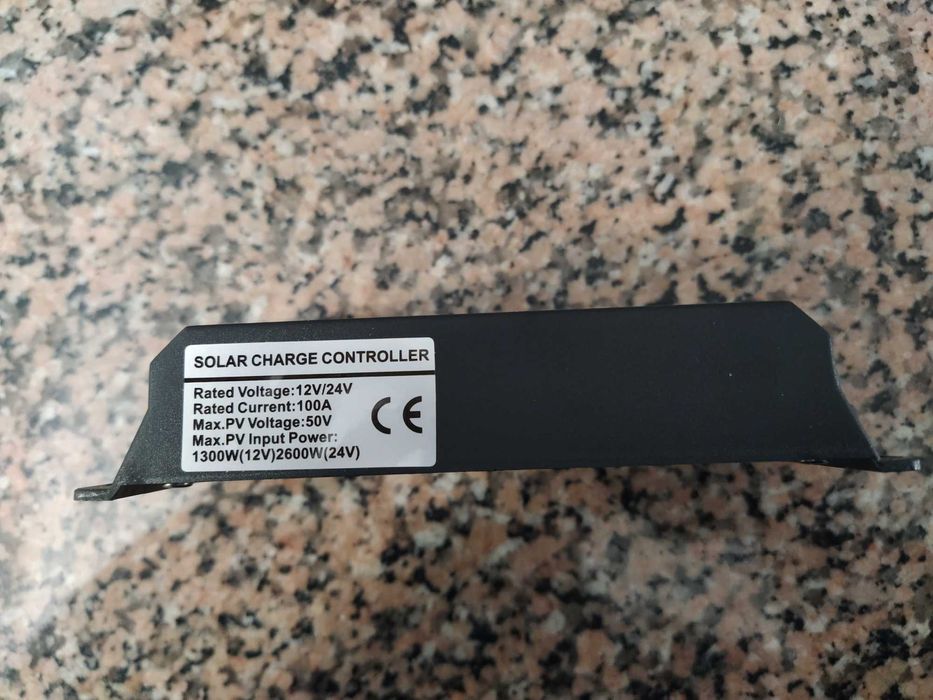 SOLAR CHARGE CONTROLLER
Rated Voltage:12V/24V
Rated Current:100A
Max.PV Voltage:50V
Max.PV Input Power:
1300W(12V)2600W(24V)
CE